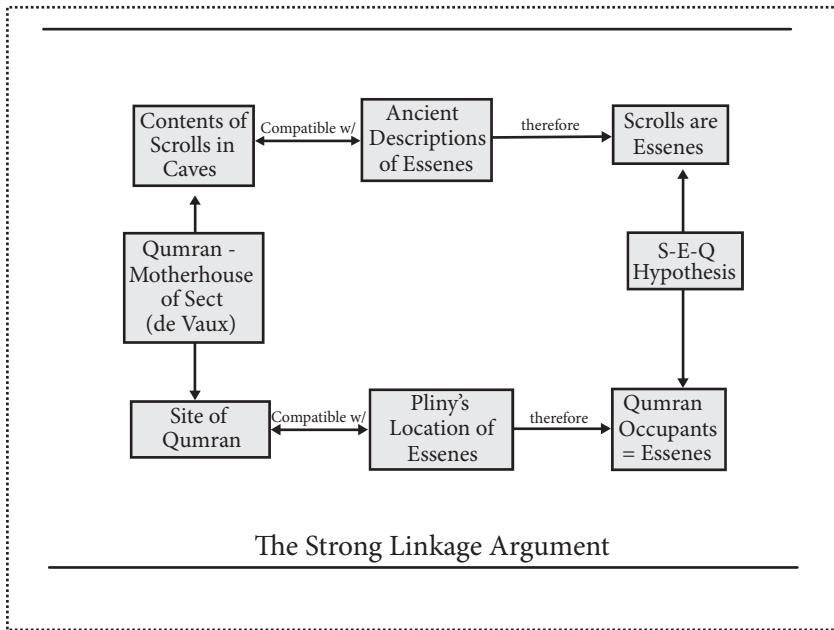 Contents of
Scrolls in
Caves
Compatible w/
Ancient
Descriptions
of Essenes
therefore
Scrolls are
Essenes
Qumran -
Motherhouse
of Sect
(de Vaux)
S-E-Q
Hypothesis
Site of
Qumran
Compatible w/
Pliny’s
Location of
Essenes
therefore
Qumran
Occupants
= Essenes
The Strong Linkage Argument